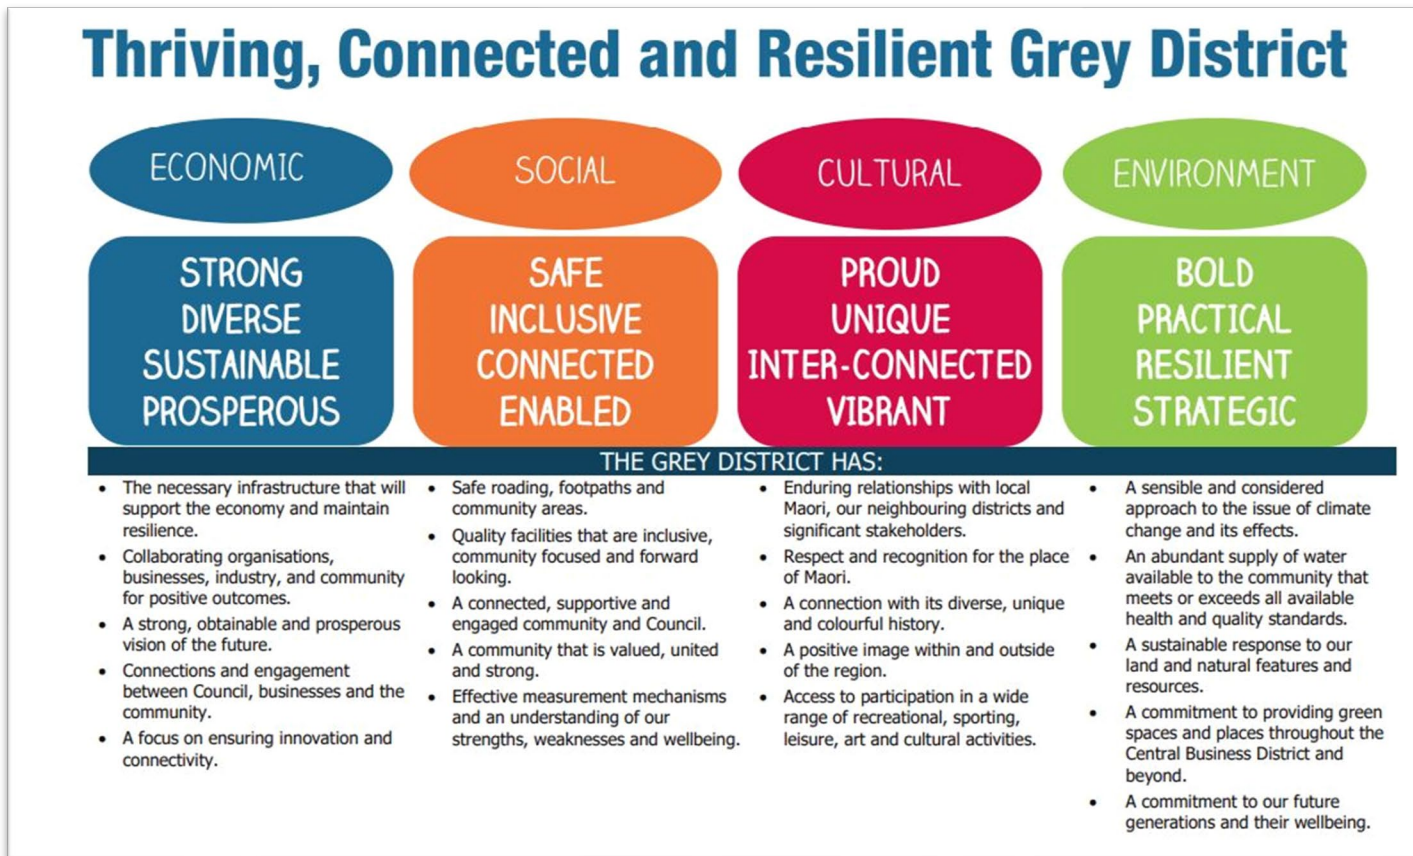 Thriving, Connected and Resilient Grey District
ECONOMIC
STRONG
DIVERSE
SUSTAINABLE
PROSPEROUS
SOCIAL
SAFE
INCLUSIVE
CONNECTED
ENABLED
CULTURAL
PROUD
UNIQUE
INTER-CONNECTED
VIBRANT
ENVIRONMENT
BOLD
PRACTICAL
RESILIENT
STRATEGIC
THE GREY DISTRICT HAS:
• The necessary infrastructure that will
support the economy and maintain
resilience.
• Collaborating organisations,
businesses, industry, and community
for positive outcomes.
• A strong, obtainable and prosperous
vision of the future.
• Connections and engagement
between Council, businesses and the
community.
• A focus on ensuring innovation and
connectivity.
• Safe roading, footpaths and
community areas.
• Quality facilities that are inclusive,
community focused and forward
looking.
• A connected, supportive and
engaged community and Council.
• A community that is valued, united
and strong.
• Effective measurement mechanisms
and an understanding of our
strengths, weaknesses and wellbeing.
• Enduring relationships with local
Maori, our neighbouring districts and
significant stakeholders.
• Respect and recognition for the place
of Maori.
• A connection with its diverse, unique
and colourful history.
• A positive image within and outside
of the region.
• Access to participation in a wide
range of recreational, sporting,
leisure, art and cultural activities.
• A sensible and considered
approach to the issue of climate
change and its effects.
• An abundant supply of water
available to the community that
meets or exceeds all available
health and quality standards.
• A sustainable response to our
land and natural features and
resources.
• A commitment to providing green
spaces and places throughout the
Central Business District and
beyond.
• A commitment to our future
generations and their wellbeing.